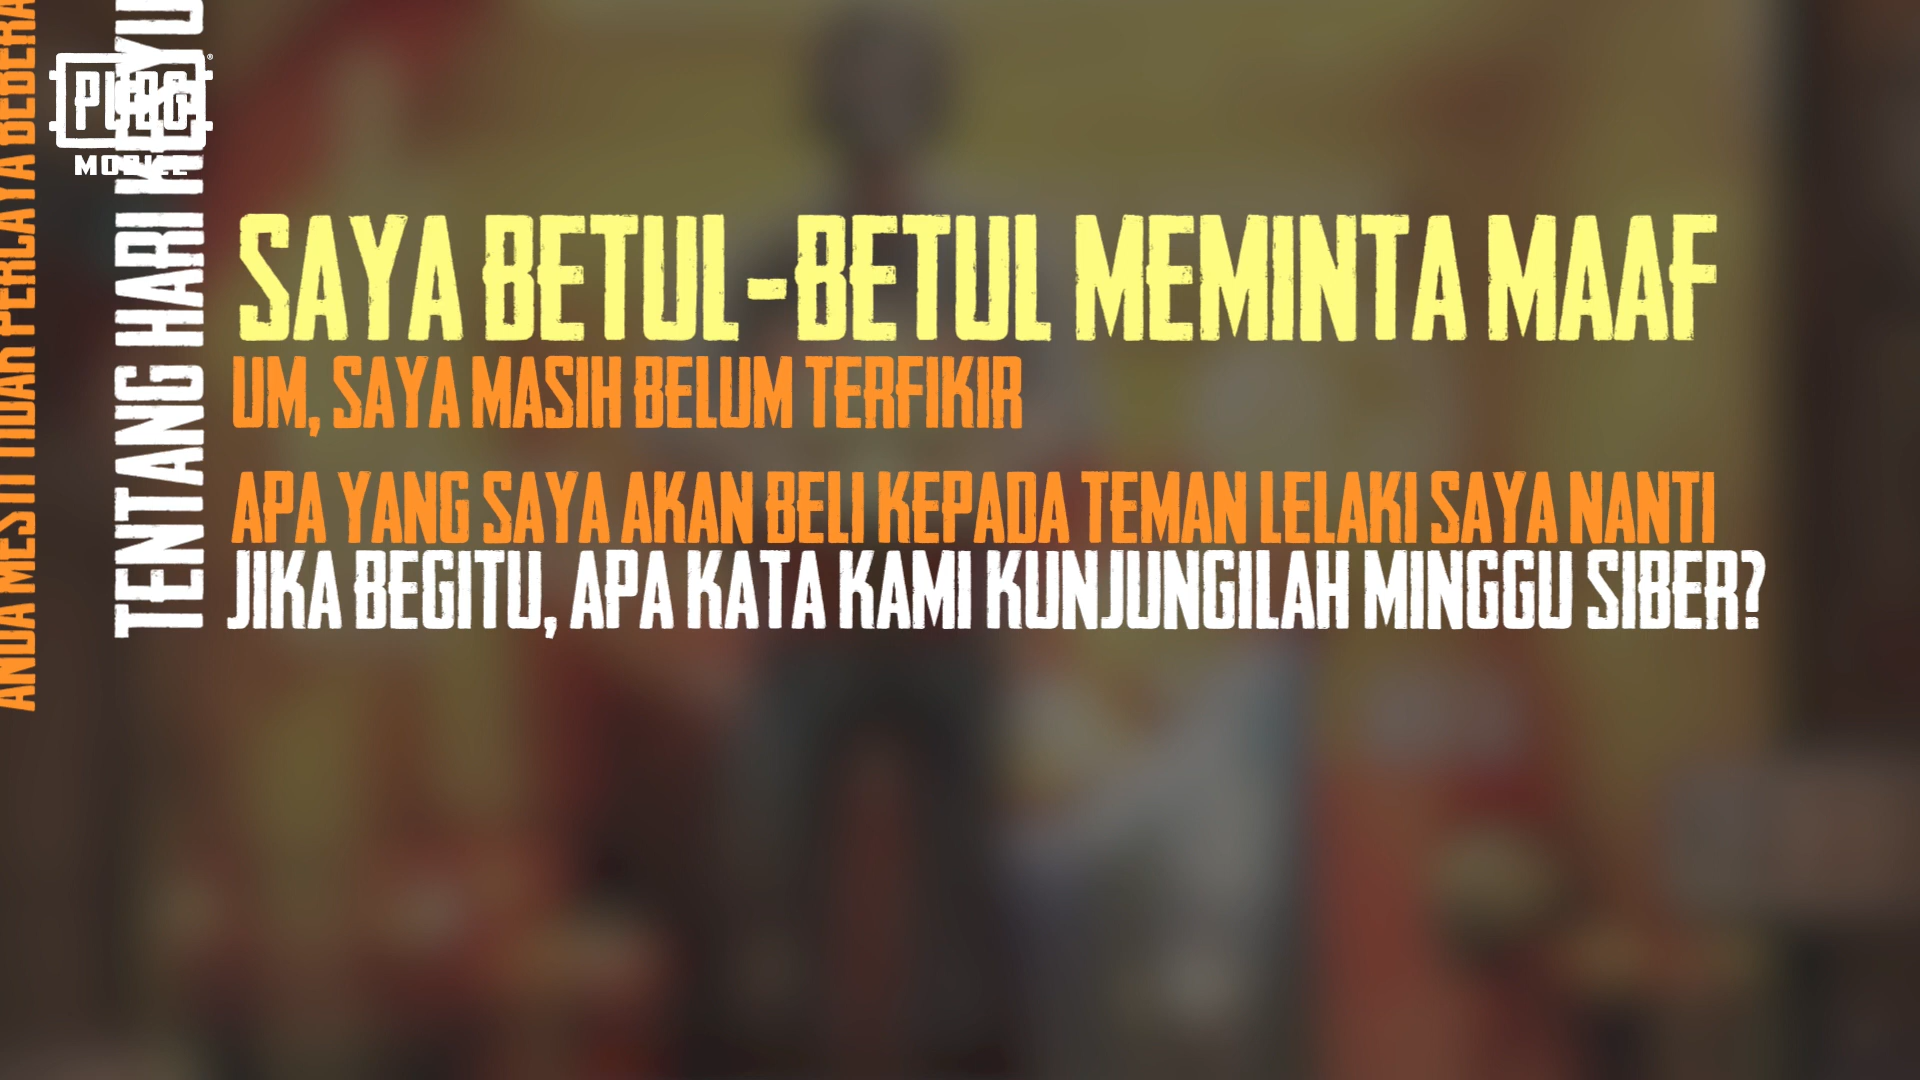 PUBG
MOBILE
ANDA MESTI TIDAK PERCAYA
TENTANG HARI
SAYA BETUL-BETUL MEMINTA MAAF
UM, SAYA MASIH BELUM TERFIKIR
APA YANG SAYA AKAN BELI KEPADA TEMAN LELAKI SAYA NANTI
JIKA BEGITU, APA KATA KAMI KUNJUNGILAH MINGGU SIBER?